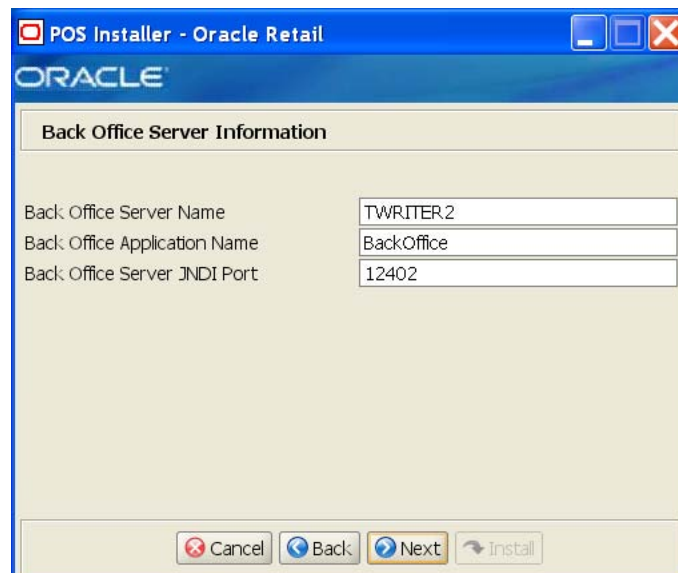 POS Installer - Oracle Retail
ORACLE
Back Office Server Information
Back Office Server Name TWRITER2
Back Office Application Name BackOffice
Back Office Server JNDI Port 12402
Cancel Back Next Install